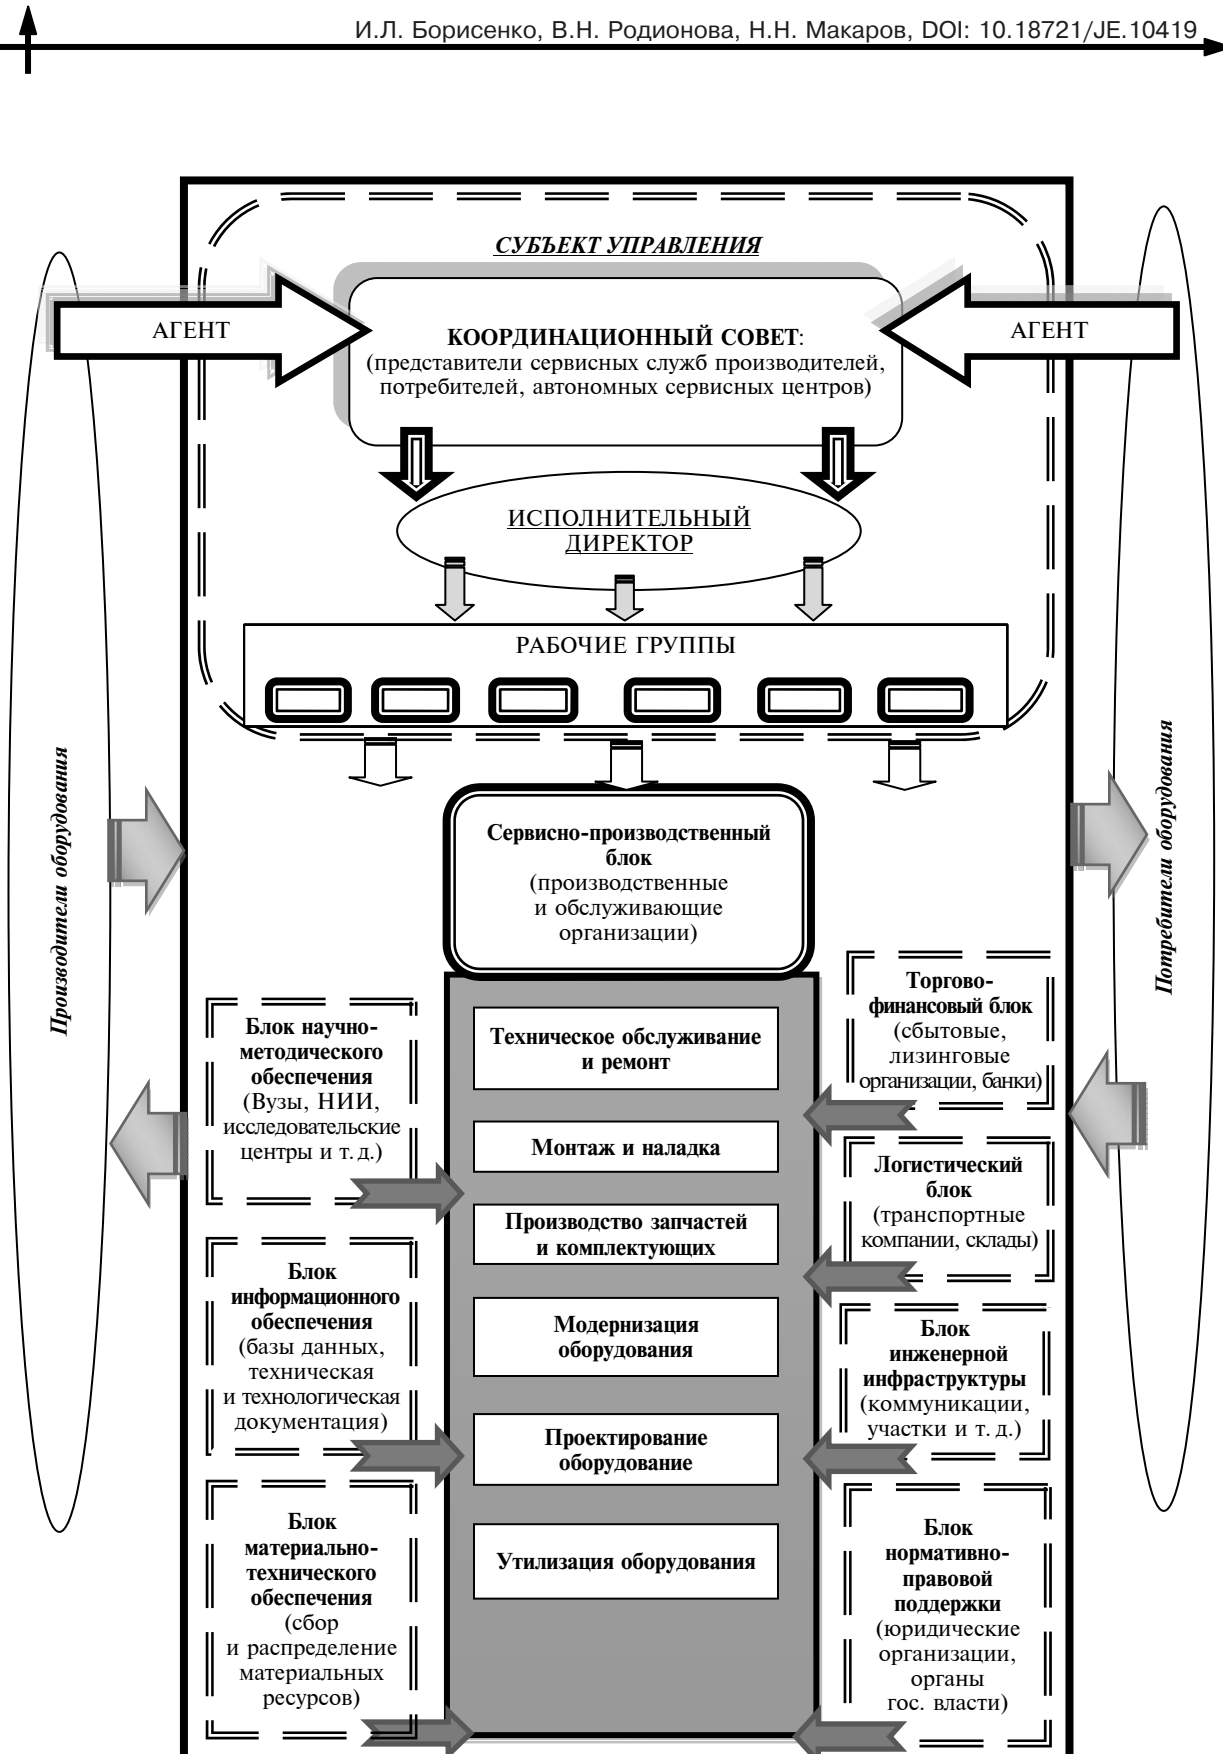 И.Л. Борисенко, В.Н. Родионова, Н.Н. Макаров, DOI: 10.18721/JE.10419
СУБЪЕКТ УПРАВЛЕНИЯ
АГЕНТ
КООРДИНАЦИОННЫЙ СОВЕТ:
(представители сервисных служб производителей,
потребителей, автономных сервисных центров)
АГЕНТ
ИСПОЛНИТЕЛЬНЫЙ
ДИРЕКТОР
РАБОЧИЕ ГРУППЫ
Производители оборудования
Потребители оборудования
Сервисно-производственный
блок
(производственные
и обслуживающие
организации)
Техническое обслуживание
и ремонт
Монтаж и наладка
Производство запчастей
и комплектующих
Модернизация
оборудования
Проектирование
оборудование
Утилизация оборудования
Блок научно-
методического
обеспечения
(Вузы, НИИ,
исследовательские
центры и т. д.)
Блок
информационного
обеспечения
(базы данных,
техническая
и технологическая
документация)
Блок
материально-
технического
обеспечения
(сбор
и распределение
материальных
ресурсов)
Торгово-
финансовый блок
(сбытовые,
лизинговые
организации, банки)
Логистический
блок
(транспортные
компании, склады)
Блок
инженерной
инфраструктуры
(коммуникации,
участки и т. д.)
Блок
нормативно-
правовой
поддержки
(юридические
организации,
органы
гос. власти)